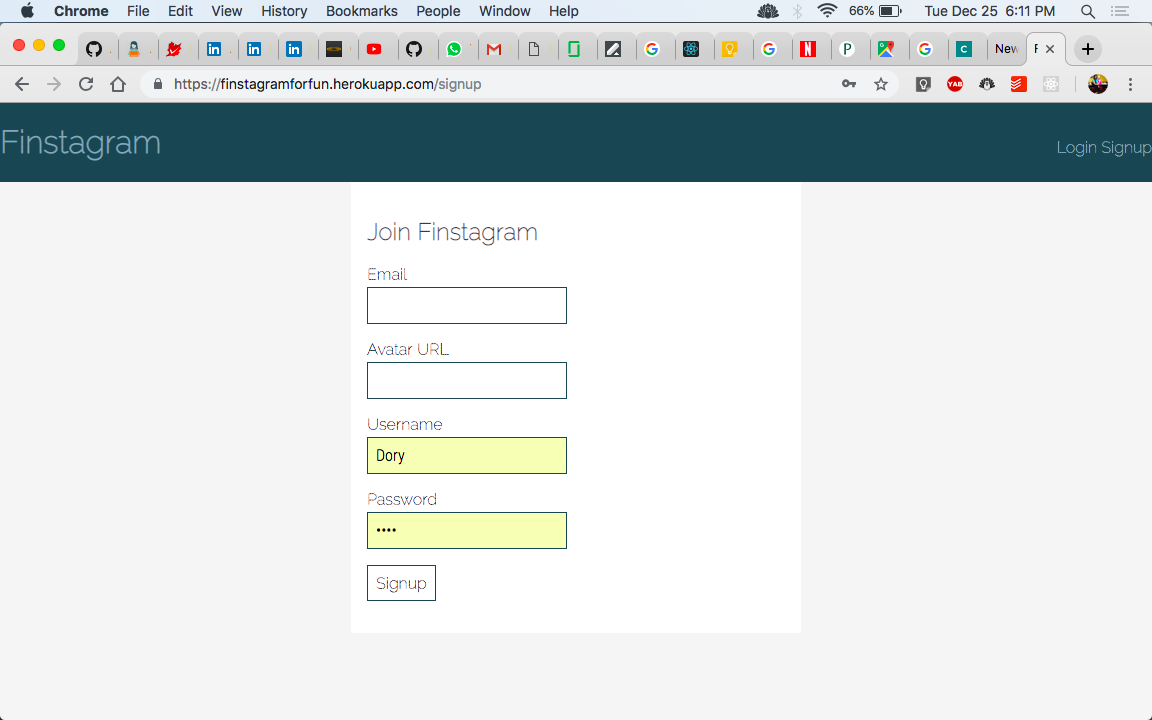 Chrome File Edit View History Bookmarks People Window Help 66% Tue Dec 25 6:11 PM
New
https://finstagramforfun.herokuapp.com/signup
YAB
Finstagram
Login Signup
Join Finstagram
Email
Avatar URL
Username
Dory
Password
••••
Signup